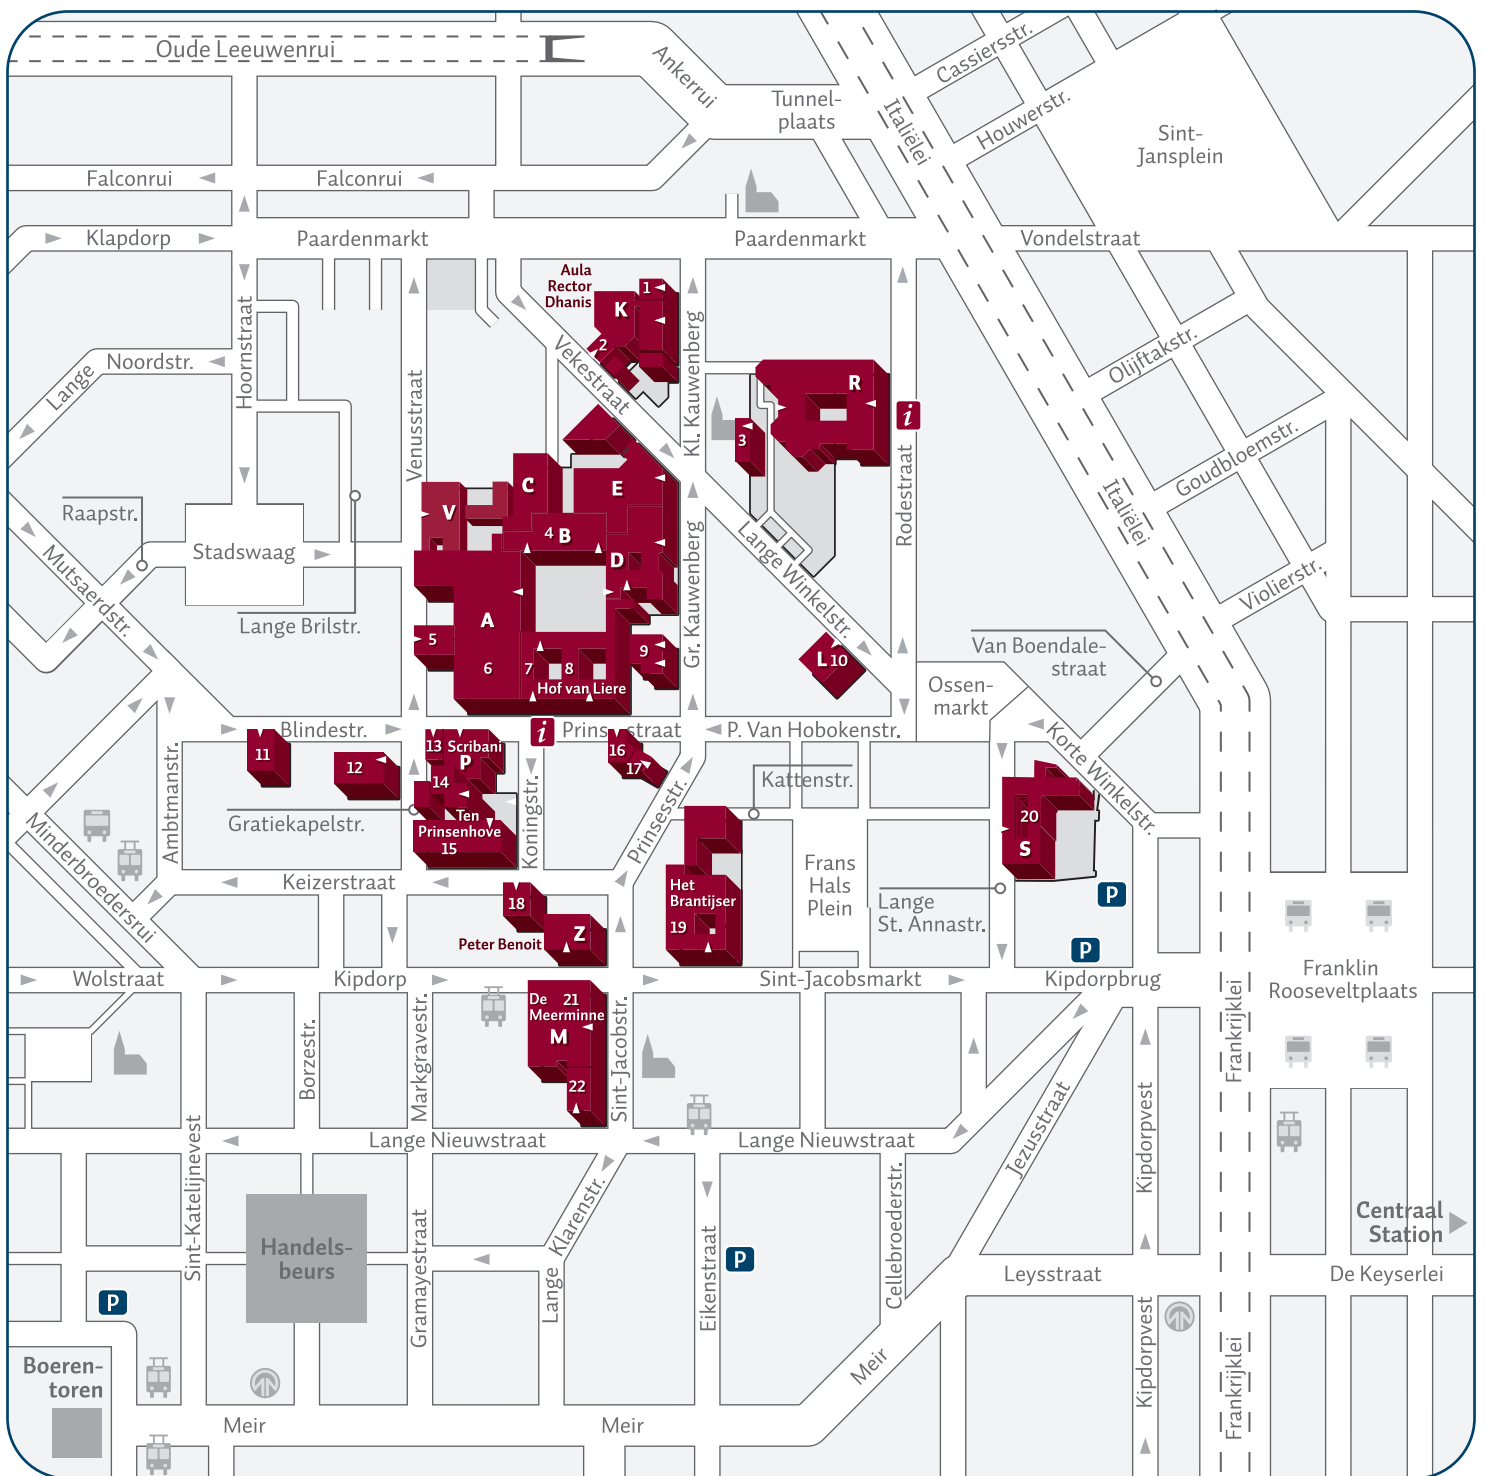 Oude Leeuwenrui
Ankerrui
Tunnel-
plaats
Italiëlei
Cassiersstr.
Houwerstr.
Sint-
Jansplein
Falconrui
Falconrui
Klapdorp
Paardenmarkt
Paardenmarkt
Vondelstraat
Aula
Rector
Dhanis
1
K
2
Hoornstraat
Noordstr.
Lange
Venusstraat
Vekestraat
Kl. Kauwenberg
R
i
3
Rodestraat
Olijftakstr.
Goudbloemstr.
Italiëlei
Violierstr.
Raapstr.
Stadswaag
Mutsaerdstr.
Lange Brilstr.
V
C
E
4 B
D
A
5
6
7
8
9
Hof van Liere
Gr. Kauwenberg
Lange Winkelstr.
L 10
Van Boendale-
straat
Ossen-
markt
Blindestr.
i
Prinsstraat
P. Van Hobokenstr.
Korte Winkelstr.
Ambtmanstr.
11
12
13
Scribani
P
14
Ten
Prinsenhove
15
Gratiekapelstr.
Koningstr.
16
17
Prinsesstr.
Kattenstr.
20
S
Minderbroedersrui
Keizerstraat
18
Peter Benoit
Z
Het
Brantijser
19
Frans
Hals
Plein
Lange
St. Annastr.
P
P
Wolstraat
Kipdorp
Sint-Jacobsmarkt
Kipdorpbrug
Franklin
Rooseveltplaats
Borzestr.
Markgravestr.
De
21
Meerminne
M
22
Sint-Jacobstr.
Frankrijklei
Jezusstraat
Kipdorpvest
Sint-Katelijnevest
Lange Nieuwstraat
Lange Nieuwstraat
Handels-
beurs
Gramayestraat
Lange
Klarenstr.
Eikenstraat
P
Cellebroederstr.
Centraal
Station
Leysstraat
De Keyserlei
P
Boeren-
toren
Kipdorpvest
Frankrijklei
Meir
Meir
Meir